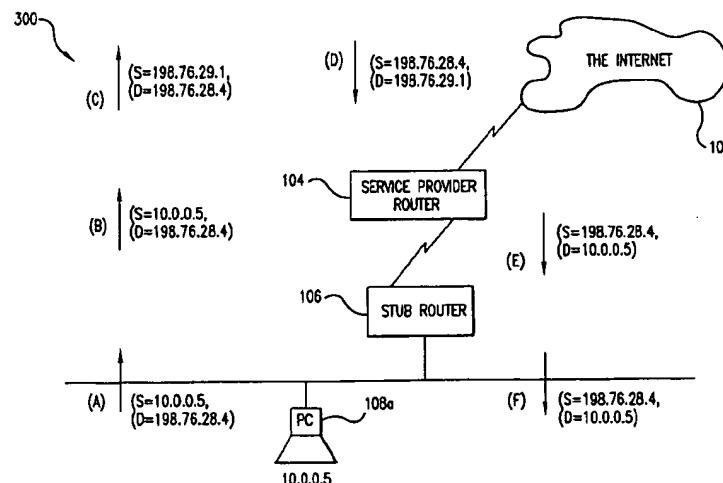 300
(C)
(S=198.76.29.1,
(D=198.76.28.4)
(D)
(S=198.76.28.4,
(D=198.76.29.1)
THE INTERNET
10
104
SERVICE PROVIDER
ROUTER
(B)
(S=10.0.0.5,
(D=198.76.28.4)
(E)
(S=198.76.28.4,
(D=10.0.0.5)
106
STUB ROUTER
(A)
(S=10.0.0.5,
(D=198.76.28.4)
PC
108a
10.0.0.5
(F)
(S=198.76.28.4,
(D=10.0.0.5)